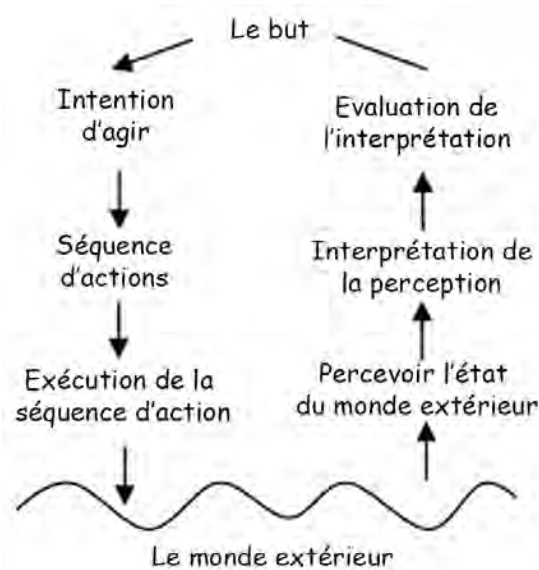 Le but
Intention
d'agir
Séquence
d'actions
Exécution de la
séquence d'action
Evaluation de
l'interprétation
Interprétation de
la perception
Percevoir l'état
du monde extérieur
Le monde extérieur